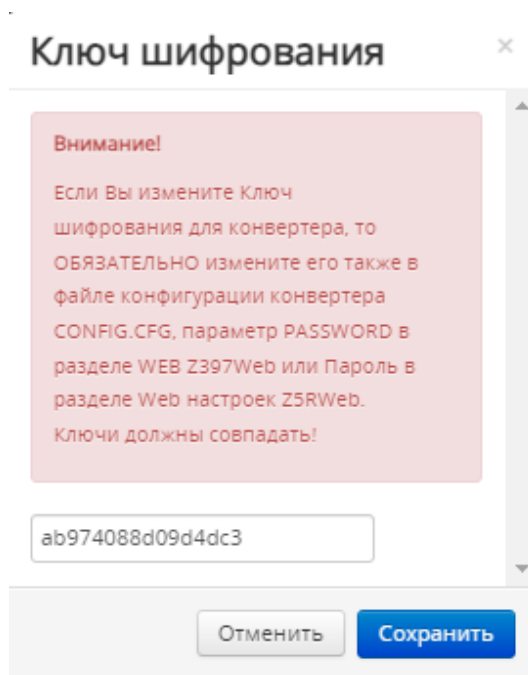 Ключ шифрования
×
Внимание!
Если Вы измените Ключ
шифрования для конвертера, то
ОБЯЗАТЕЛЬНО измените его также в
файле конфигурации конвертера
CONFIG.CFG, параметр PASSWORD в
разделе WEB Z397Web или Пароль в
разделе Web настроек Z5RWeb.
Ключи должны совпадать!
ab974088d09d4dc3
Отменить
Сохранить